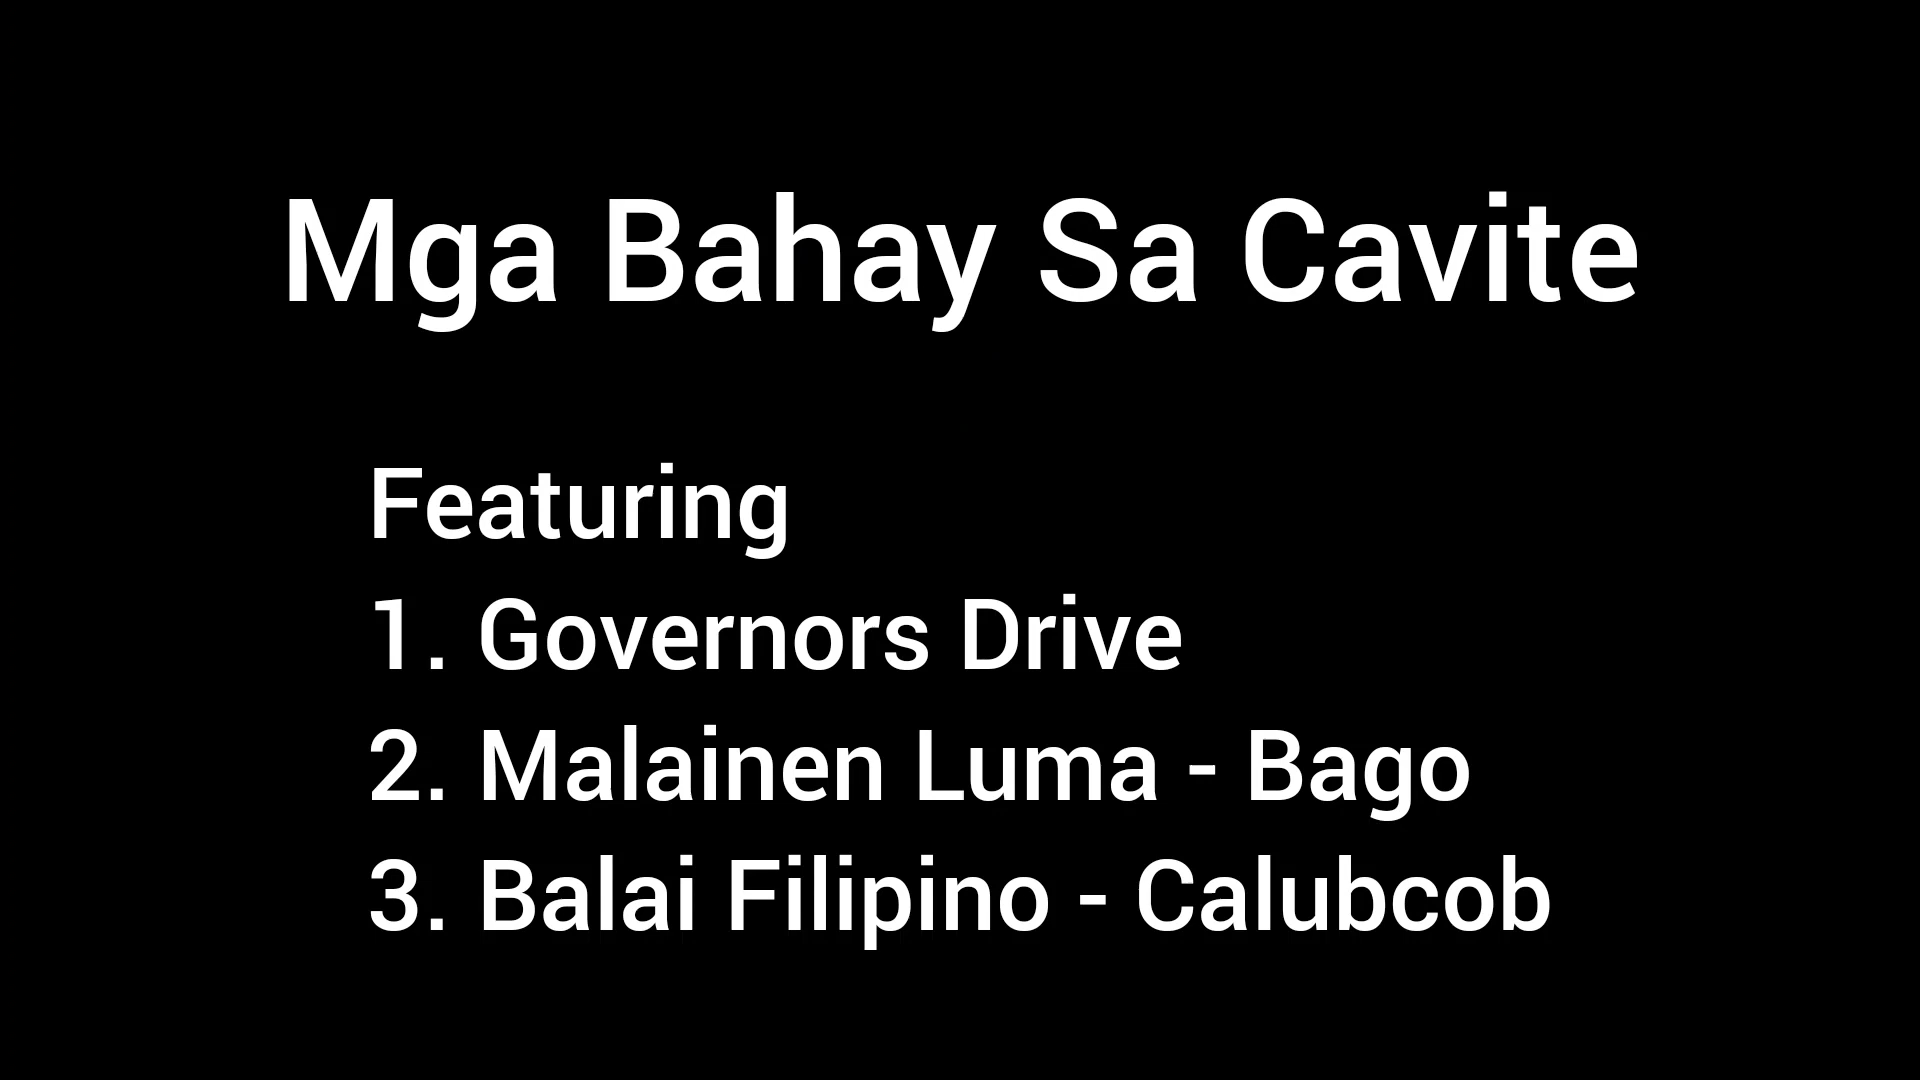 Mga Bahay Sa Cavite
Featuring
1. Governors Drive
2. Malainen Luma - Bago
3. Balai Filipino - Calubcob